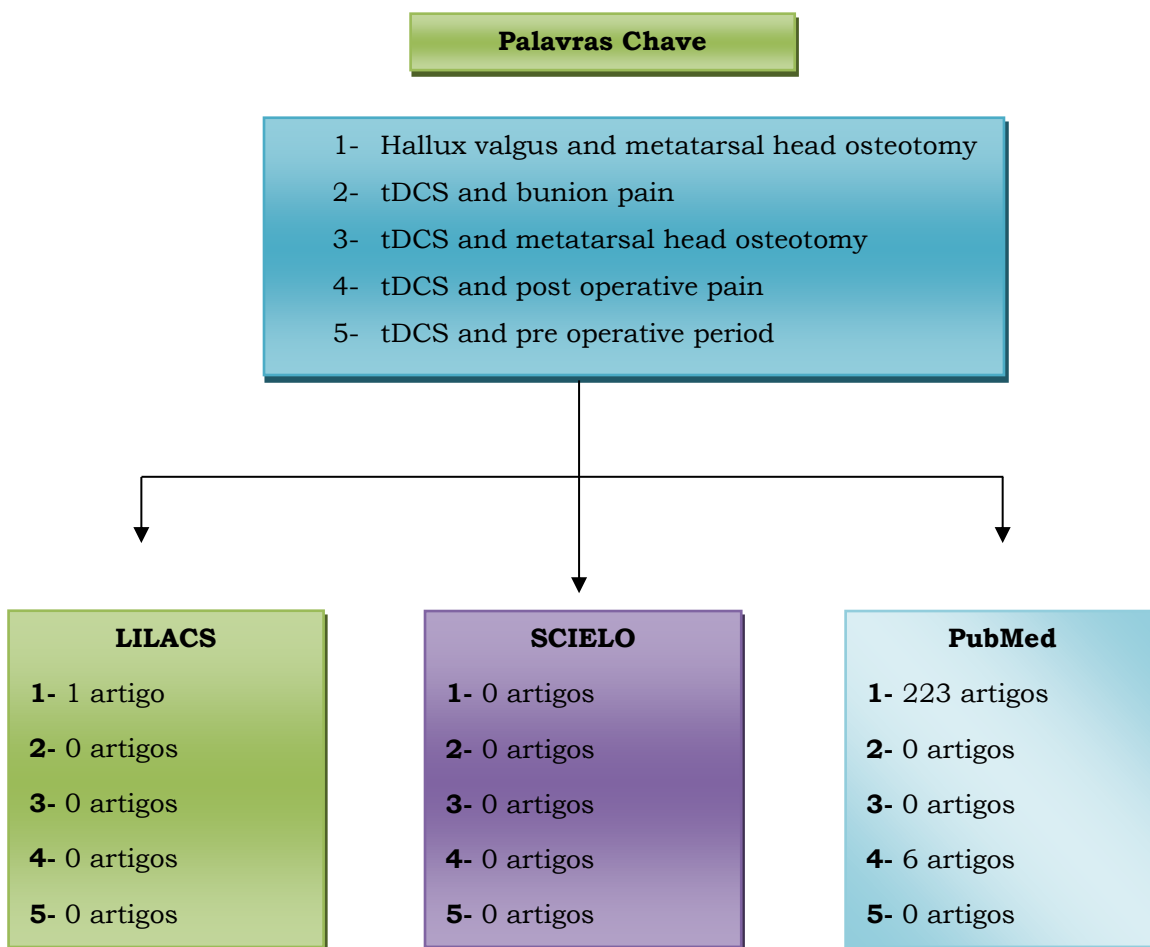 Palavras Chave
1- Hallux valgus and metatarsal head osteotomy
2- tDCS and bunion pain
3- tDCS and metatarsal head osteotomy
4- tDCS and post operative pain
5- tDCS and pre operative period
LILACS
1- 1 artigo
2- 0 artigos
3- 0 artigos
4- 0 artigos
5- 0 artigos
SCIELO
1- 0 artigos
2- 0 artigos
3- 0 artigos
4- 0 artigos
5- 0 artigos
PubMed
1- 223 artigos
2- 0 artigos
3- 0 artigos
4- 6 artigos
5- 0 artigos